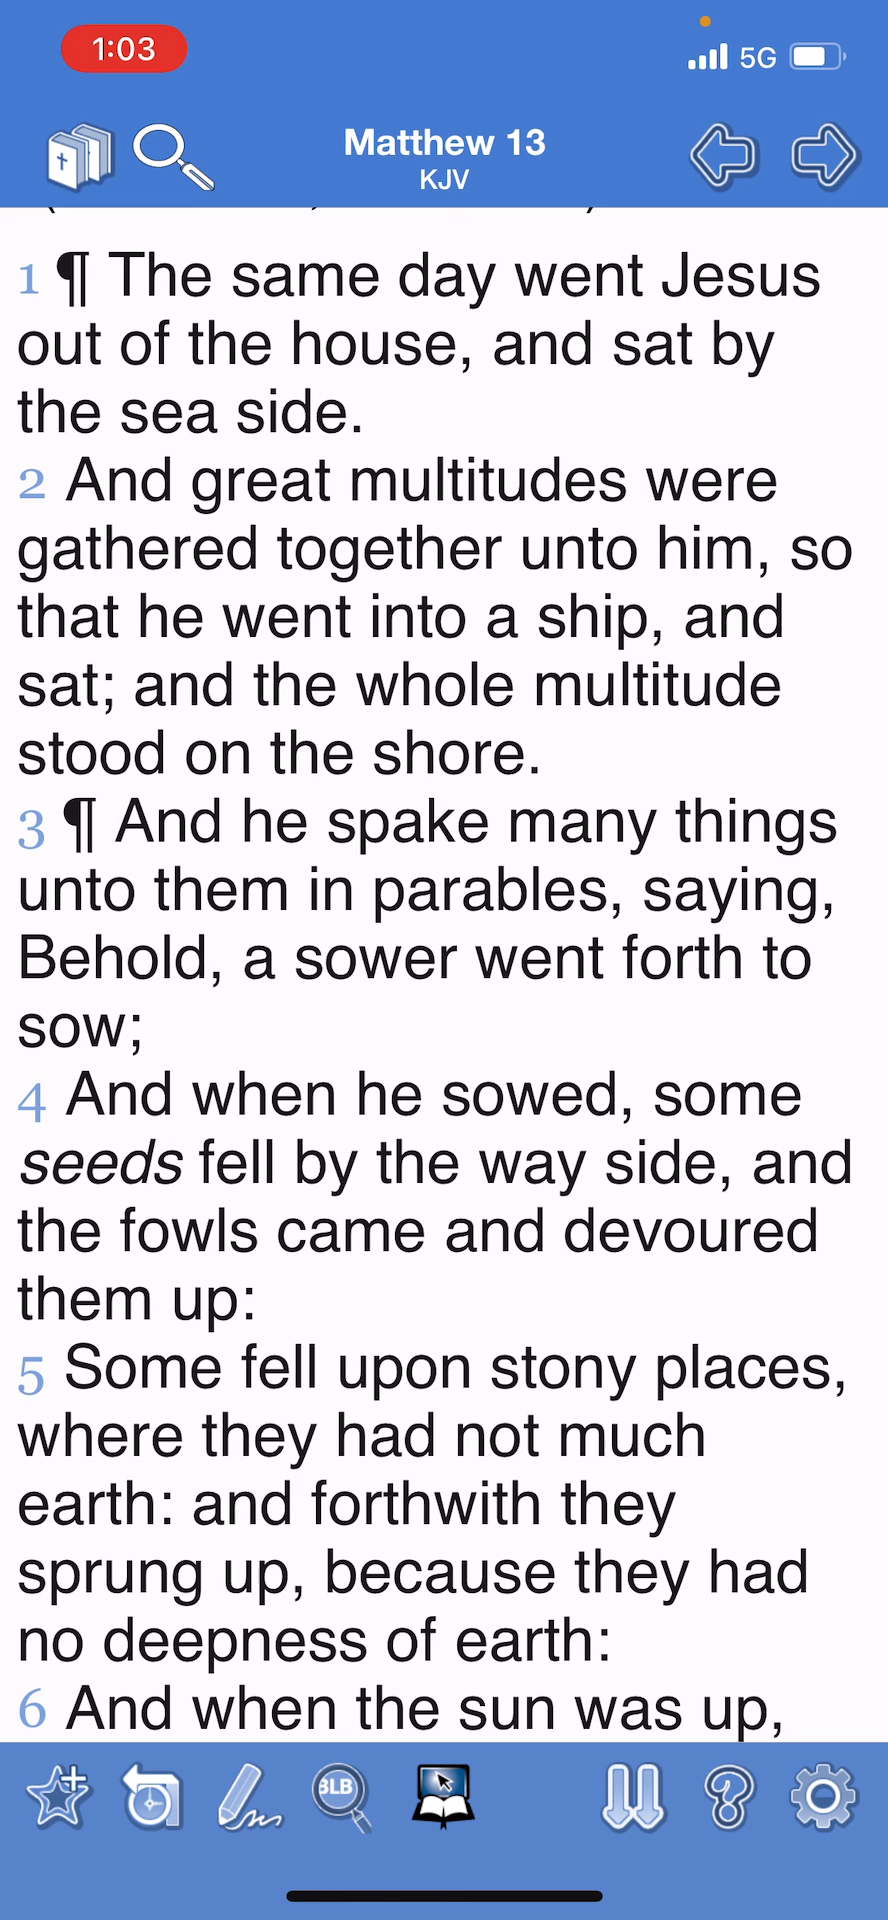 1:03
5G
Matthew 13
KJV
1 ¶ The same day went Jesus
out of the house, and sat by
the sea side.
2 And great multitudes were
gathered together unto him, so
that he went into a ship, and
sat; and the whole multitude
stood on the shore.
3 ¶ And he spake many things
unto them in parables, saying,
Behold, a sower went forth to
sow;
4 And when he sowed, some
seeds fell by the way side, and
the fowls came and devoured
them up:
5 Some fell upon stony places,
where they had not much
earth: and forthwith they
sprung up, because they had
no deepness of earth:
6 And when the sun was up,
BLB